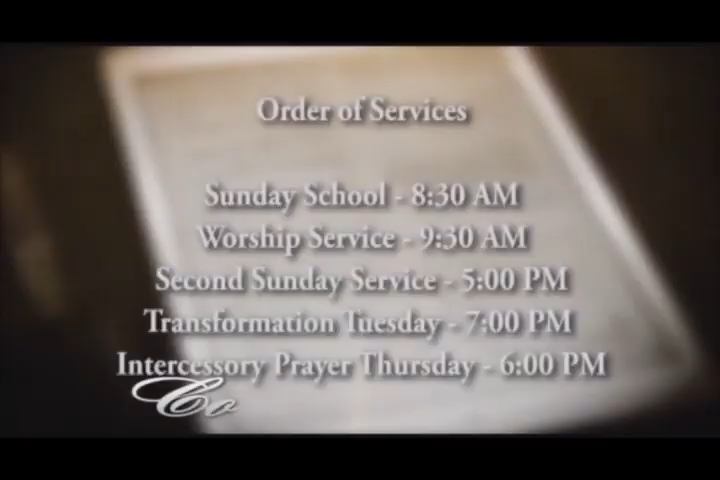 Order of Services
Sunday School - 8:30 AM
Worship Service - 9:30 AM
Second Sunday Service - 5:00 PM
Transformation Tuesday - 7:00 PM
Intercessory Prayer Thursday - 6:00 PM
Co